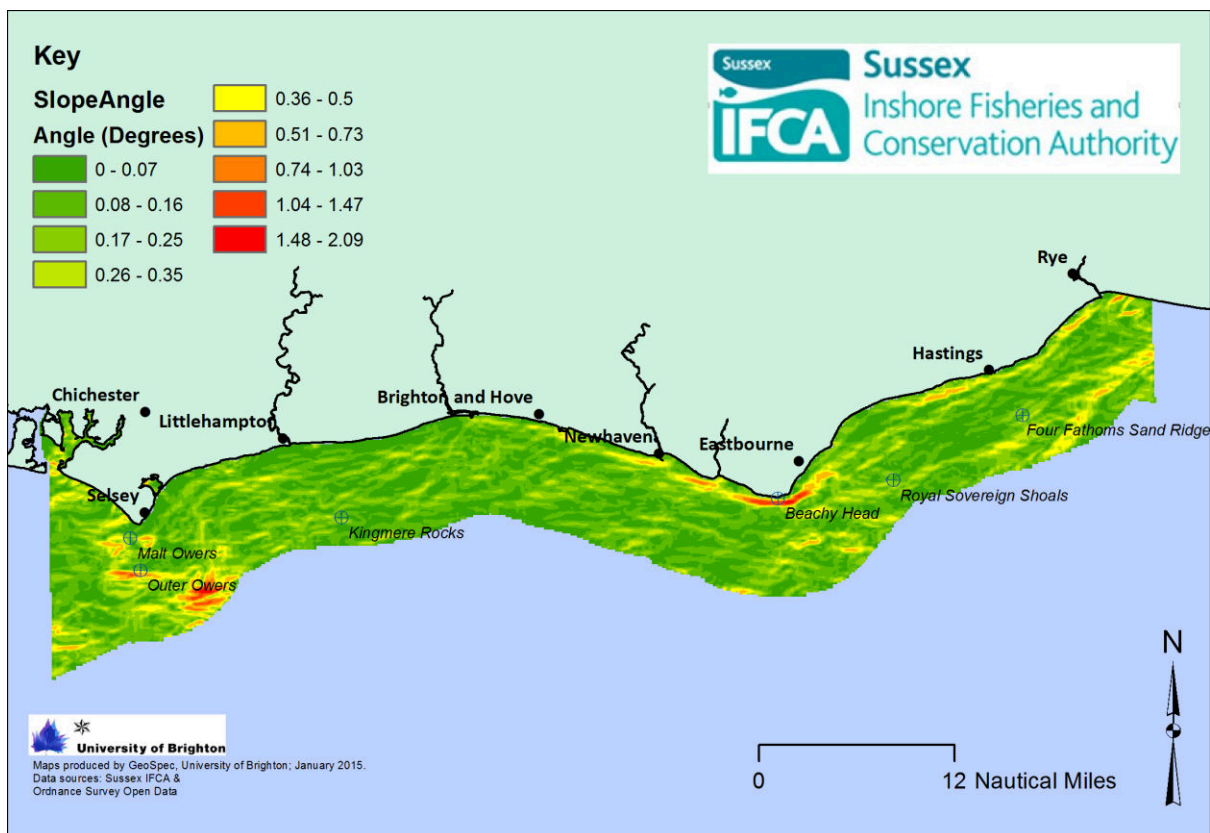 Key
SlopeAngle
Angle (Degrees)
0 - 0.07
0.08 - 0.16
0.17 - 0.25
0.26 - 0.35
0.36 - 0.5
0.51 - 0.73
0.74 - 1.03
1.04 - 1.47
1.48 - 2.09
Sussex
IFCA
Sussex
Inshore Fisheries and
Conservation Authority
Rye
Hastings
Chichester
Littlehampton
Brighton and Hove
Newhaven
Eastbourne
Four Fathoms Sand Ridge
Selsey
Royal Sovereign Shoals
Beachy Head
Kingmere Rocks
Malt Owers
Outer Owers
N
University of Brighton
Maps produced by GeoSpec, University of Brighton; January 2015.
Data sources: Sussex IFCA &
Ordnance Survey Open Data
0 12 Nautical Miles